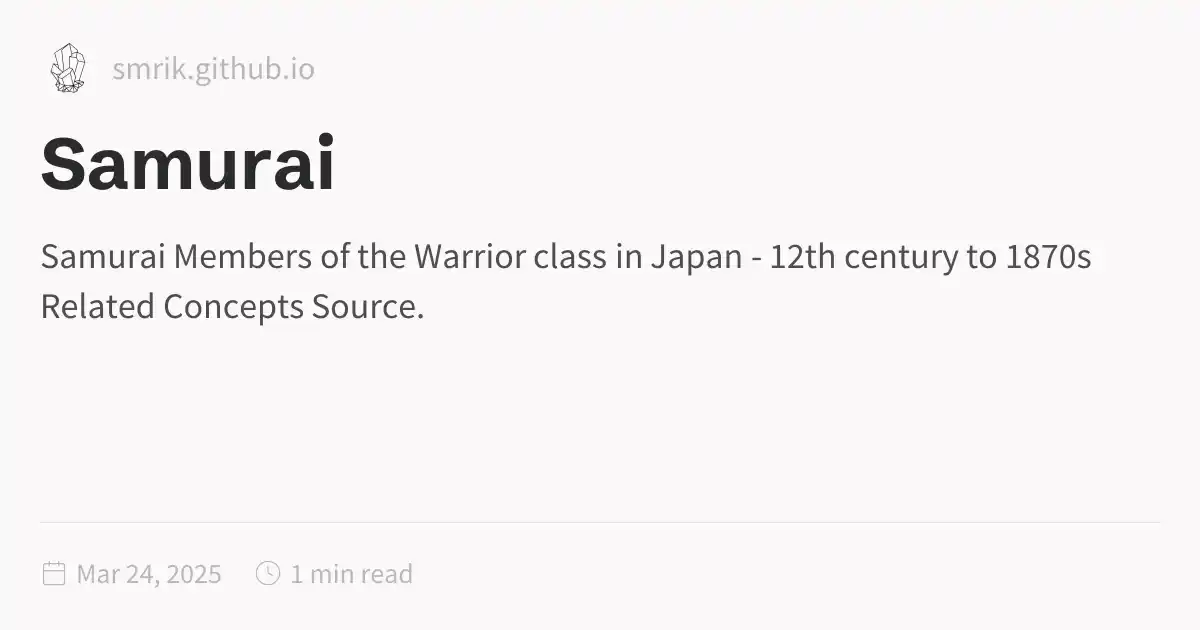 smrik.github.io
Samurai
Samurai Members of the Warrior class in Japan - 12th century to 1870s
Related Concepts Source.
Mar 24, 2025 1 min read